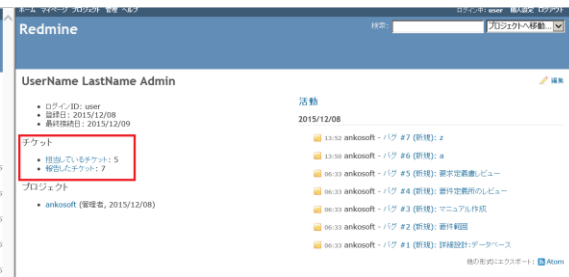 ホーム マイページ プロジェクト 管理 ヘルプ
ログイン中: user 個人設定 ログアウト
Redmine
検索:
プロジェクトへ移動...
UserName LastName Admin
編集
ログインID: user
登録日: 2015/12/08
最終接続日: 2015/12/09
チケット
担当しているチケット: 5
報告したチケット: 7
プロジェクト
ankosoft (管理者, 2015/12/08)
活動
2015/12/08
13:52 ankosoft - バグ #7 (新規): z
13:50 ankosoft - バグ #6 (新規): a
06:33 ankosoft - バグ #5 (新規): 要求定義書レビュー
06:33 ankosoft - バグ #4 (新規): 要件定義所のレビュー
06:33 ankosoft - バグ #3 (新規): マニュアル作成
06:33 ankosoft - バグ #2 (新規): 要件範囲
06:33 ankosoft - バグ #1 (新規): 詳細設計:データベース
他の形式にエクスポート: Atom